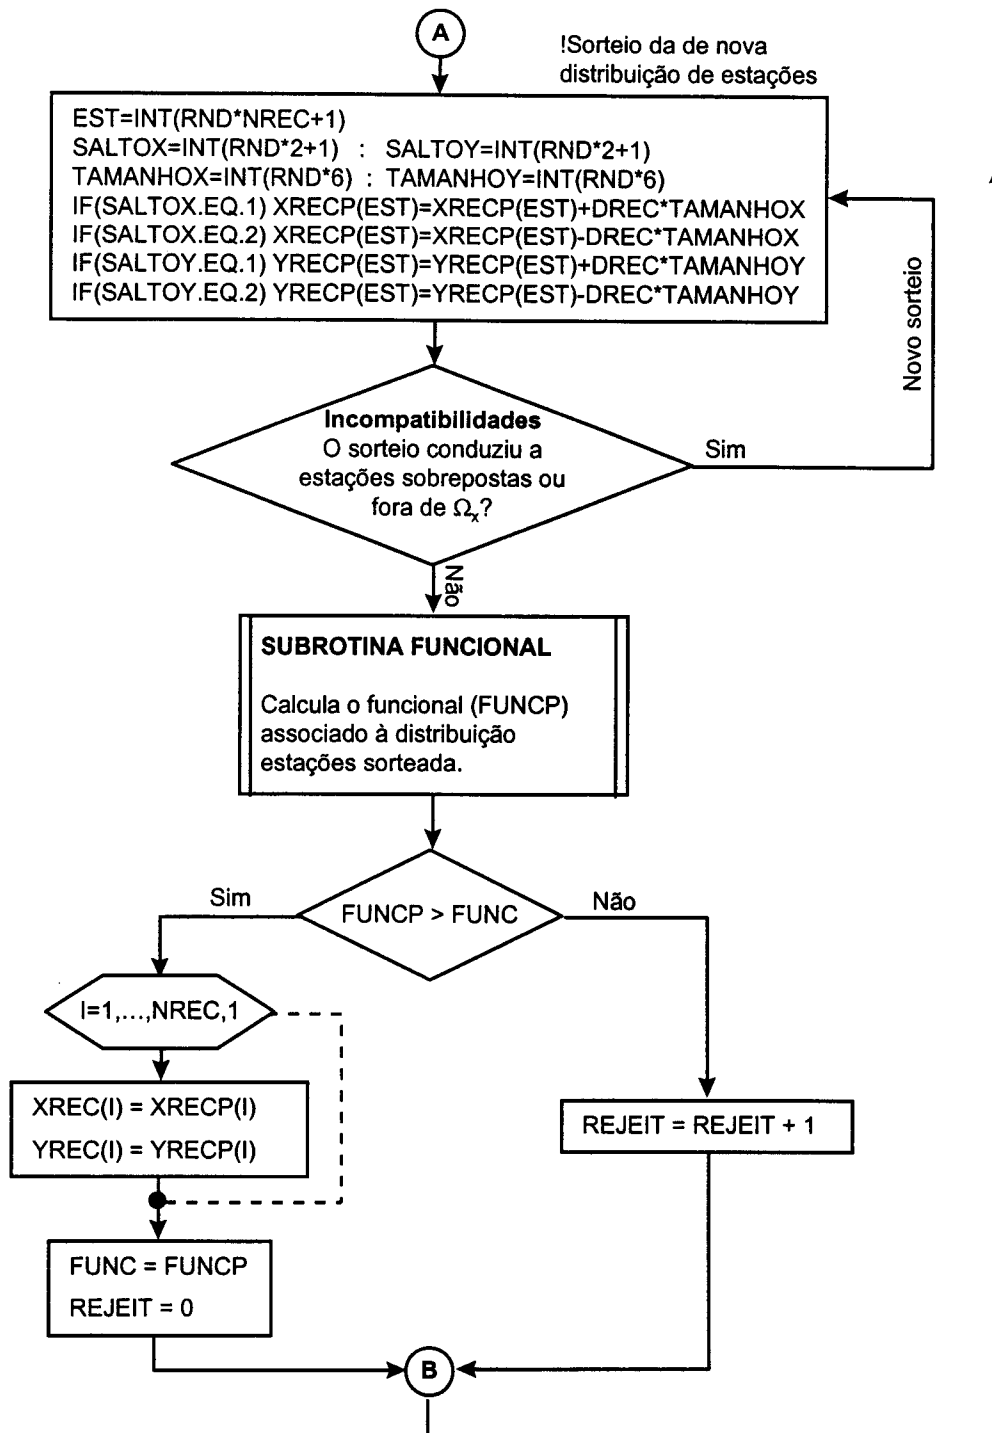 A
!Sorteio da de nova
distribuição de estações
EST=INT(RND*NREC+1)
SALTOX=INT(RND*2+1) : SALTOY=INT(RND*2+1)
TAMANHOX=INT(RND*6) : TAMANHOY=INT(RND*6)
IF(SALTOX.EQ.1) XRECP(EST)=XRECP(EST)+DREC*TAMANHOX
IF(SALTOX.EQ.2) XRECP(EST)=XRECP(EST)-DREC*TAMANHOX
IF(SALTOY.EQ.1) YRECP(EST)=YRECP(EST)+DREC*TAMANHOY
IF(SALTOY.EQ.2) YRECP(EST)=YRECP(EST)-DREC*TAMANHOY
Novo sorteio
Incompatibilidades
O sorteio conduziu a
estações sobrepostas ou
fora de Ωx?
Sim
Não
SUBROTINA FUNCIONAL
Calcula o funcional (FUNCP)
associado à distribuição
estações sorteada.
FUNCP > FUNC
Sim
Não
I=1,...,NREC,1
XREC(I) = XRECP(I)
YREC(I) = YRECP(I)
REJEIT = REJEIT + 1
FUNC = FUNCP
REJEIT = 0
B